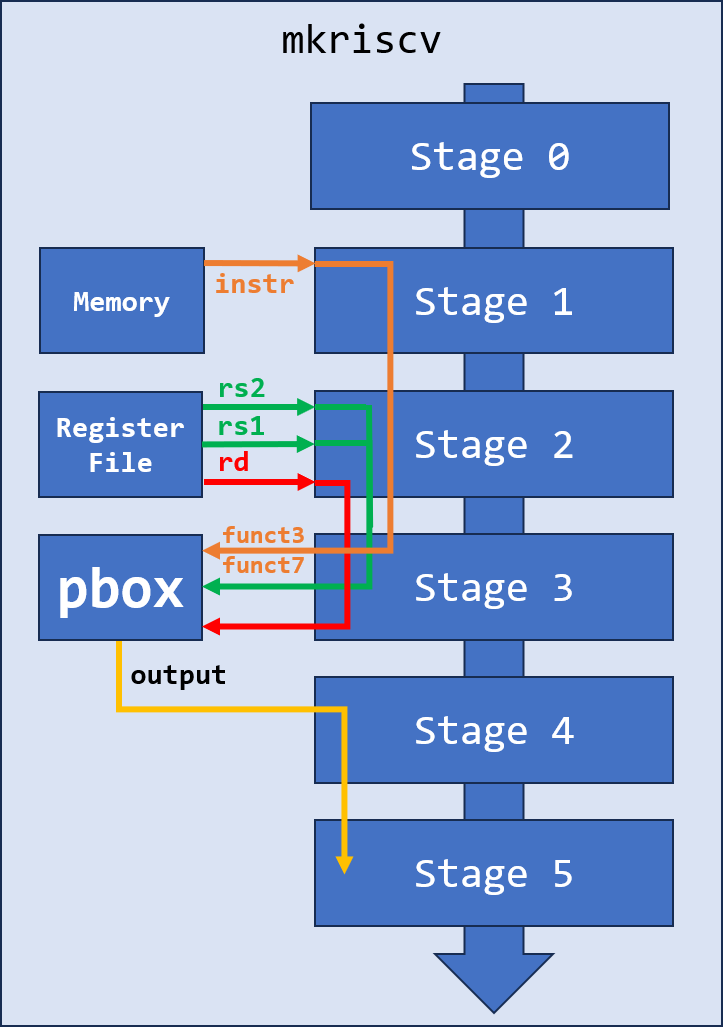 mkriscv
Stage 0
Memory
instr
Stage 1
Register
File
rs2
rs1
rd
Stage 2
pbox
funct3
funct7
Stage 3
output
Stage 4
Stage 5